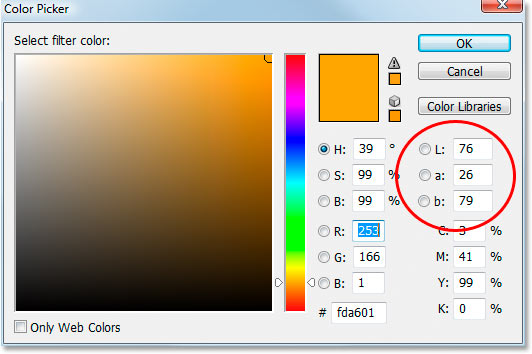 Color Picker
Select filter color:
OK
Cancel
Color Libraries
H: 39 °
S: 99 %
B: 99 %
R: 253
G: 166
B: 1
# fda601
L: 76
a: 26
b: 79
C: 3 %
M: 41 %
Y: 99 %
K: 0 %
Only Web Colors